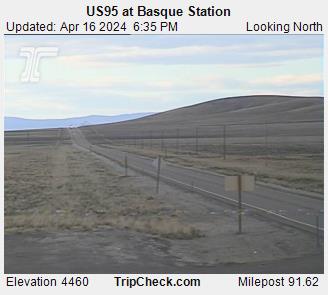 US95 at Basque Station
Updated: Apr 16 2024 6:35 PM Looking North
Elevation 4460 TripCheck.com Milepost 91.62